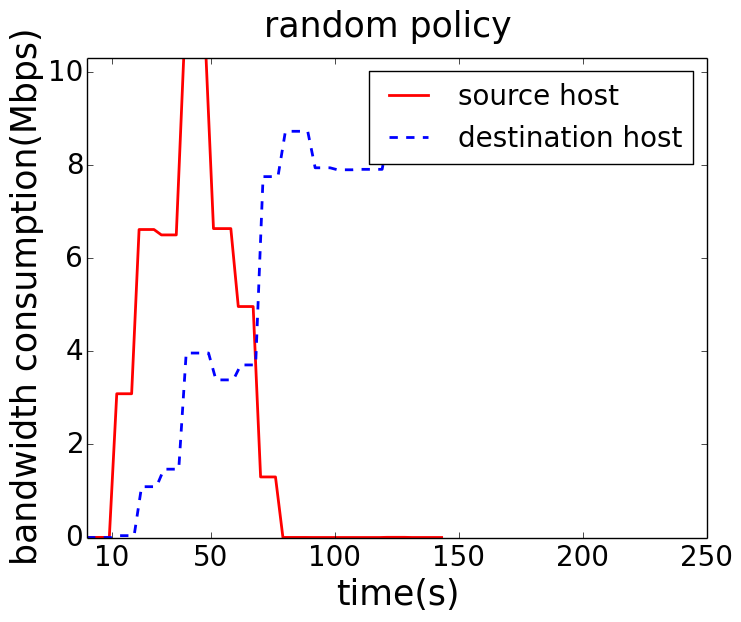 random policy
bandwidth consumption(Mbps)
10
8
6
4
2
0
source host
destination host
10 50 100 150 200 250
time(s)